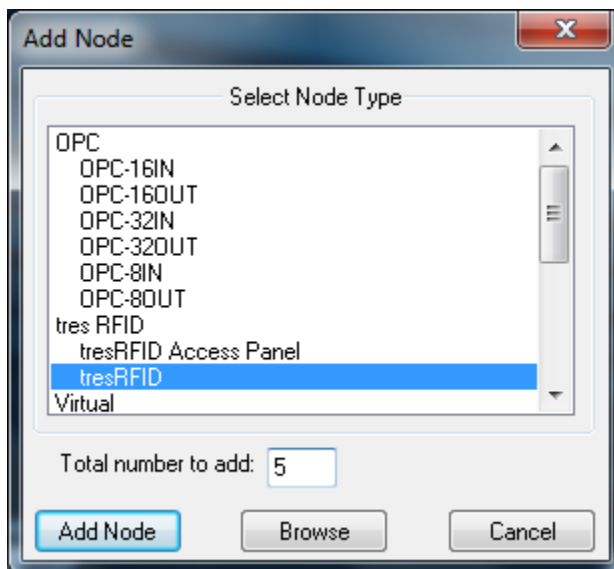 Add Node
Select Node Type
OPC
OPC-16IN
OPC-16OUT
OPC-32IN
OPC-32OUT
OPC-8IN
OPC-8OUT
tres RFID
tresRFID Access Panel
tresRFID
Virtual
Total number to add: 5
Add Node Browse Cancel